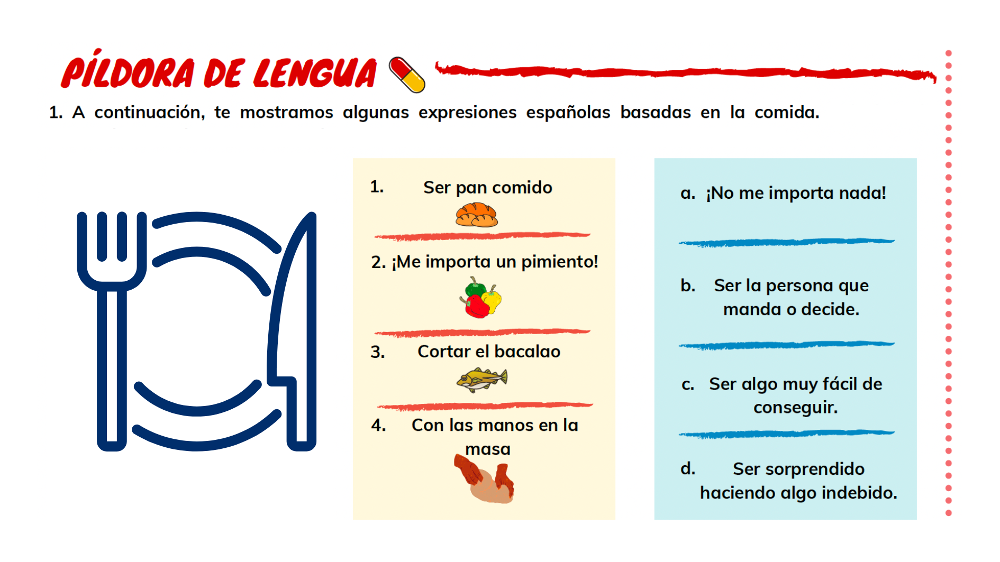 PÍLDORA DE LENGUA
1. A continuación, te mostramos algunas expresiones españolas basadas en la comida.
1. Ser pan comido
2. ¡Me importa un pimiento!
3. Cortar el bacalao
4. Con las manos en la
masa
a. ¡No me importa nada!
b. Ser la persona que
manda o decide.
c. Ser algo muy fácil de
conseguir.
d. Ser sorprendido
haciendo algo indebido.